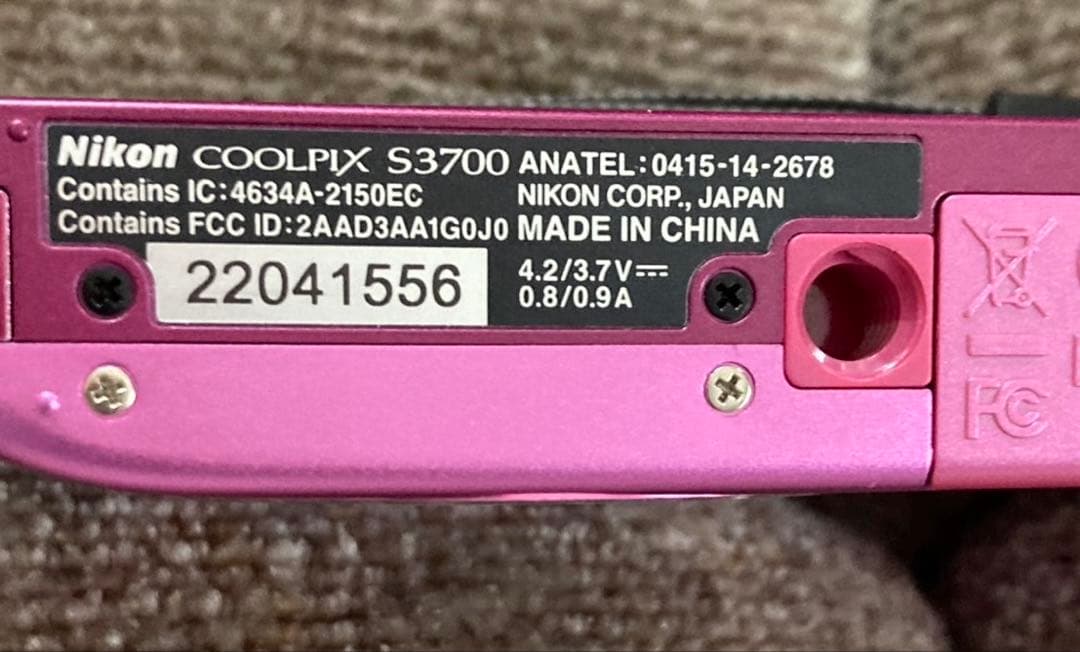 Nikon COOLPIX S3700 ANATEL:0415-14-2678
Contains IC:4634A-2150EC NIKON CORP., JAPAN
Contains FCC ID:2AAD3AA1G0J0 MADE IN CHINA
22041556
4.2/3.7V⎓
0.8/0.9A
FC